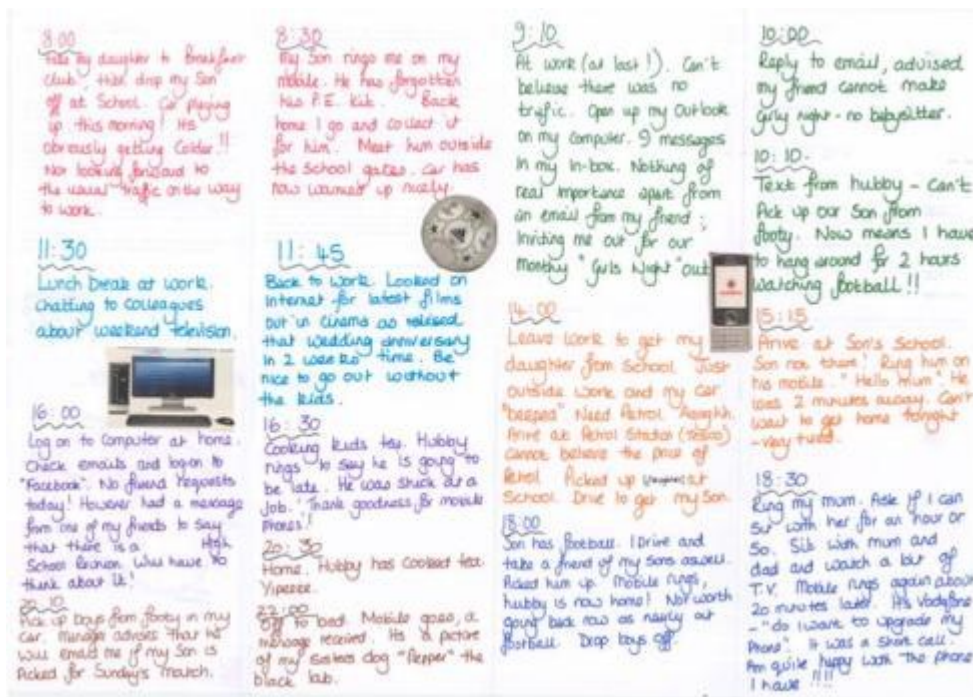 8:00
Take my daughter to Breakfast
club, then drop my Son
off at School. Car playing
up this morning! Its
obviously getting Colder!!
Not looking forward to
the usual traffic on the way
to work.
8:30
My Son rings me on my
mobile. He has forgotten
his P.E. kit. Back
home I go and collect it
for him. Meet him outside
the School gates. Car has
now warmed up nicely.
9:10
At work (at last!). Can't
believe there was no
traffic. Open up my Outlook
on my computer. 9 messages
in my in-box. Nothing of
real importance apart from
an email from my friend;
Inviting me out for our
monthly "Girls Night" out
10:00
Reply to email, advised
my friend cannot make
Girly night - no babysitter.
10:10.
Text from hubby - Can't
Pick up our Son from
footy. Now means I have
to hang around for 2 hours
watching football!!
11:30
Lunch break at work.
Chatting to Colleagues
about weekend television.
11:45
Back to work. Looked on
Internet for latest films
out in cinema as realised
that wedding anniversary
in 2 weeks time. Be
nice to go out without
the kids.
14:00
Leave work to get my
daughter from School. Just
outside work and my car
"beeped" Need Petrol
Arrive at Petrol Station (Tesco)
Cannot believe the price of
Petrol. Picked up at
School. Drive to get my Son.
15:15
Arrive at Son's School.
Son not there! Ring him on
his mobile. "Hello mum". He
was 2 minutes away. Can't
wait to get home tonight
- very tired.
16:00
Log on to Computer at home.
Check emails and log on to
"Facebook". No friend requests
today! However had a message
from one of my friends to say
that there is a High
School Reunion. Will have to
think about it!
16:30
Cooking kids tea. Hubby
rings to say he is going to
be late. He was stuck at a
job. Thank goodness for mobile
Phones!
18:00
Son has football. I Drive and
take a friend of my Sons aswell.
Picked him up. Mobile rings,
hubby is now home! Not worth
going back now as nearly at
football. Drop boys off
18:30
Ring my mum. Ask if I can
Sit with her for an hour or
So. Sit with mum and
dad and watch a bit of
T.V. Mobile rings again about
20 minutes later. It's Vodafone
- "do I want to upgrade my
Phone". It was a Short call.
Am quite happy with the phone
I have!!!!
Pick up boys from footy in my
car. Manager advises that he
will email me if my Son is
Picked for Sunday's match.
20:30
Home. Hubby has Cooked tea.
Yipeeee.
22:00
Off to bed. Mobile goes, a
message received. Its a picture
of my Sisters dog "Pepper" the
black lab.